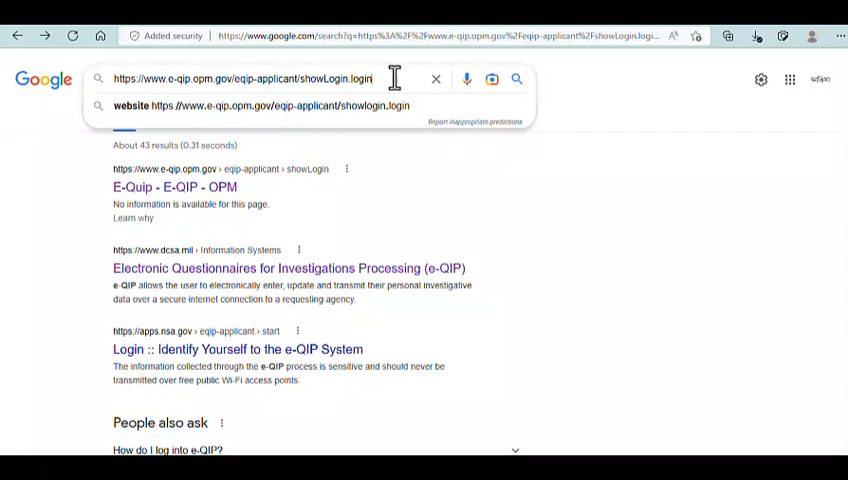 Added security
https://www.google.com/search?q=https%3A%2F%2Fwww.e-qip.opm.gov%2Feqip-applicant%2FshowLogin.logi...
Google
https://www.e-qip.opm.gov/eqip-applicant/showLogin.login
website https //www.e-qip.opm.gov/eqip-applicant/showlogin.login
Report inappropriate predictions
About 43 results (0.31 seconds)
https://www.e-qip.opm.gov › eqip-applicant › showLogin
E-Quip - E-QIP - OPM
No information is available for this page.
Learn why
https://www.dcsa.mil › Information Systems
Electronic Questionnaires for Investigations Processing (e-QIP)
e-QIP allows the user to electronically enter, update and transmit their personal investigative
data over a secure internet connection to a requesting agency.
https://apps.nsa.gov › eqip-applicant › start
Login :: Identify Yourself to the e-QIP System
The information collected through the e-QIP process is sensitive and should never be
transmitted over free public Wi-Fi access points.
People also ask
How do I log into e-QIP?